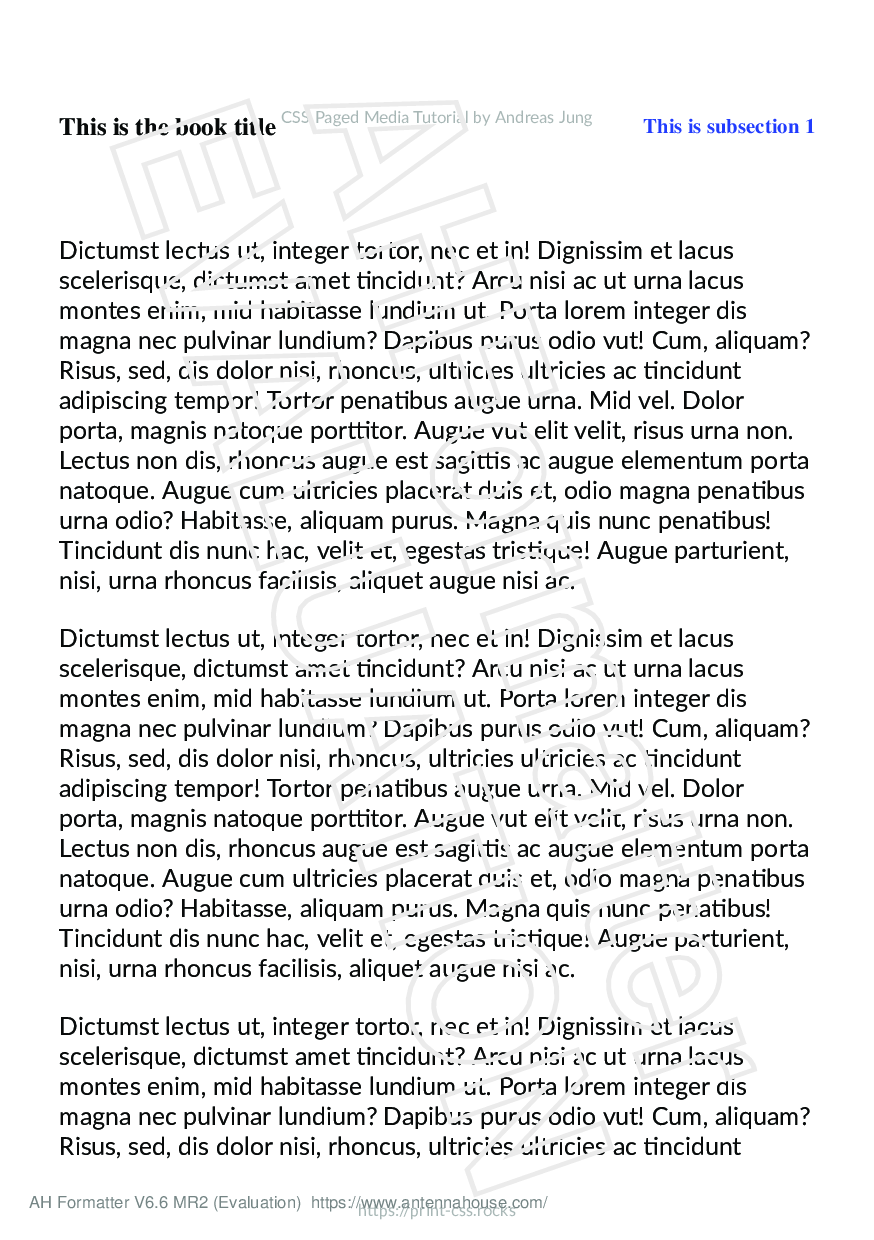 This is the book title CSS Paged Media Tutorial by Andreas Jung This is subsection 1
Dictumst lectus ut, integer tortor, nec et in! Dignissim et lacus
scelerisque, dictumst amet tincidunt? Arcu nisi ac ut urna lacus
montes enim, mid habitasse lundium ut. Porta lorem integer dis
magna nec pulvinar lundium? Dapibus purus odio vut! Cum, aliquam?
Risus, sed, dis dolor nisi, rhoncus, ultricies ultricies ac tincidunt
adipiscing tempor! Tortor penatibus augue urna. Mid vel. Dolor
porta, magnis natoque porttitor. Augue vut elit velit, risus urna non.
Lectus non dis, rhoncus augue est sagittis ac augue elementum porta
natoque. Augue cum ultricies placerat duis et, odio magna penatibus
urna odio? Habitasse, aliquam purus. Magna quis nunc penatibus!
Tincidunt dis nunc hac, velit et, egestas tristique! Augue parturient,
nisi, urna rhoncus facilisis, aliquet augue nisi ac.
Dictumst lectus ut, integer tortor, nec et in! Dignissim et lacus
scelerisque, dictumst amet tincidunt? Arcu nisi ac ut urna lacus
montes enim, mid habitasse lundium ut. Porta lorem integer dis
magna nec pulvinar lundium? Dapibus purus odio vut! Cum, aliquam?
Risus, sed, dis dolor nisi, rhoncus, ultricies ultricies ac tincidunt
adipiscing tempor! Tortor penatibus augue urna. Mid vel. Dolor
porta, magnis natoque porttitor. Augue vut elit velit, risus urna non.
Lectus non dis, rhoncus augue est sagittis ac augue elementum porta
natoque. Augue cum ultricies placerat duis et, odio magna penatibus
urna odio? Habitasse, aliquam purus. Magna quis nunc penatibus!
Tincidunt dis nunc hac, velit et, egestas tristique! Augue parturient,
nisi, urna rhoncus facilisis, aliquet augue nisi ac.
Dictumst lectus ut, integer tortor, nec et in! Dignissim et lacus
scelerisque, dictumst amet tincidunt? Arcu nisi ac ut urna lacus
montes enim, mid habitasse lundium ut. Porta lorem integer dis
magna nec pulvinar lundium? Dapibus purus odio vut! Cum, aliquam?
Risus, sed, dis dolor nisi, rhoncus, ultricies ultricies ac tincidunt
AH Formatter V6.6 MR2 (Evaluation) https://www.antennahouse.com/
https://print-css.rocks
AH Formatter
EVALUATION